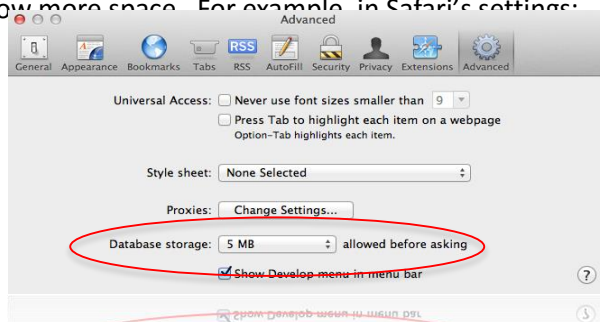 ow more space. For example, in Safari's settings:
Advanced
RSS
General Appearance Bookmarks Tabs RSS AutoFill Security Privacy Extensions Advanced
Universal Access: Never use font sizes smaller than 9
Press Tab to highlight each item on a webpage
Option-Tab highlights each item.
Style sheet: None Selected
Proxies: Change Settings...
Database storage: 5 MB allowed before asking
Show Develop menu in menu bar ?